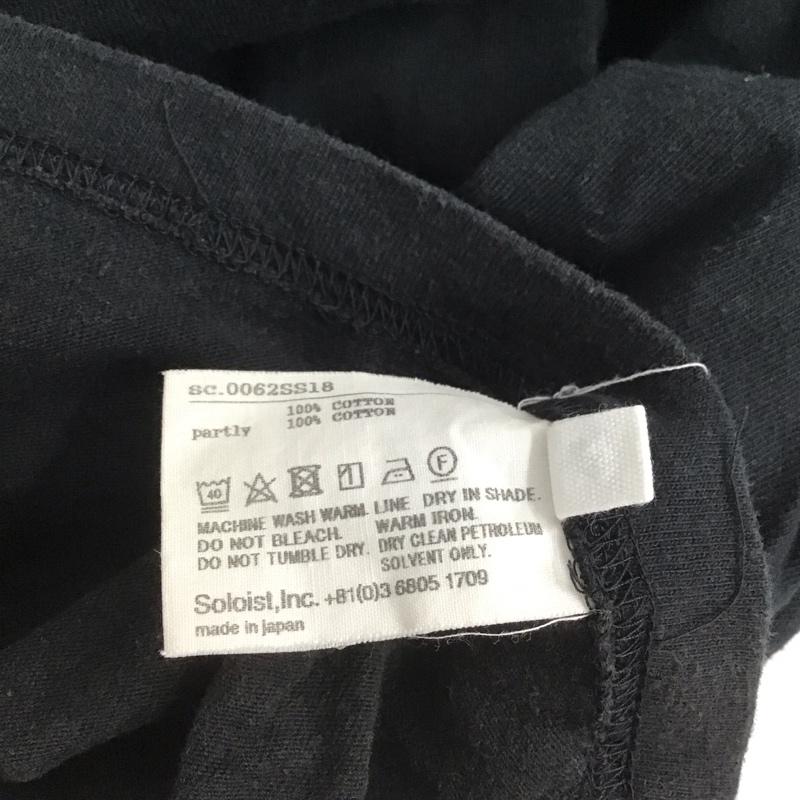 sc.0062SS18
100% COTTON
partly 100% COTTON
40
F
MACHINE WASH WARM. LINE DRY IN SHADE.
DO NOT BLEACH. WARM IRON.
DO NOT TUMBLE DRY. DRY CLEAN PETROLEUM
SOLVENT ONLY.
Soloist,Inc. +81(0)3 6805 1709
made in japan